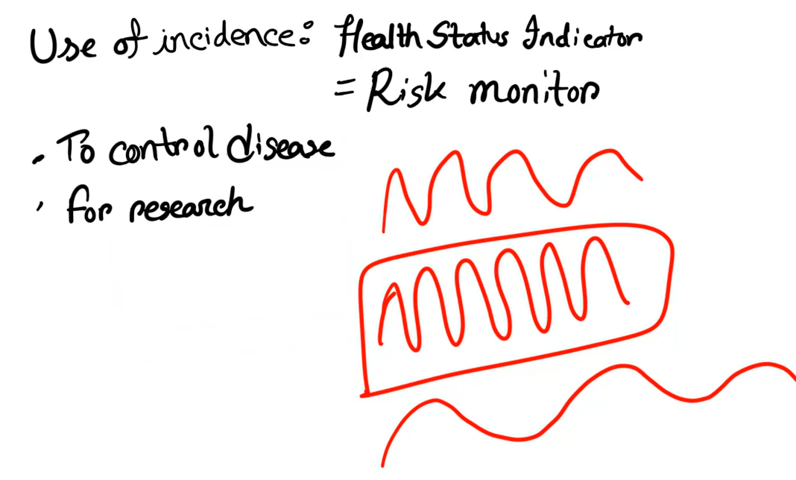 Use of incidence: Health Status Indicator
= Risk monitor
• To control disease
• for research